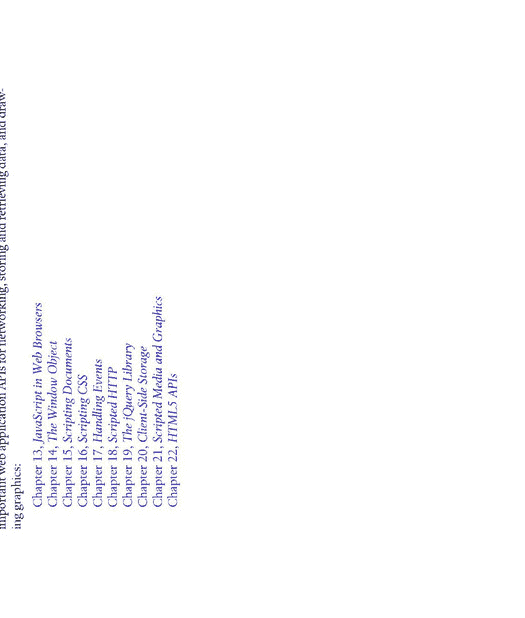 important web application APIs for networking, storing and retrieving data, and draw-
ing graphics:
Chapter 13, JavaScript in Web Browsers
Chapter 14, The Window Object
Chapter 15, Scripting Documents
Chapter 16, Scripting CSS
Chapter 17, Handling Events
Chapter 18, Scripted HTTP
Chapter 19, The jQuery Library
Chapter 20, Client-Side Storage
Chapter 21, Scripted Media and Graphics
Chapter 22, HTML5 APIs